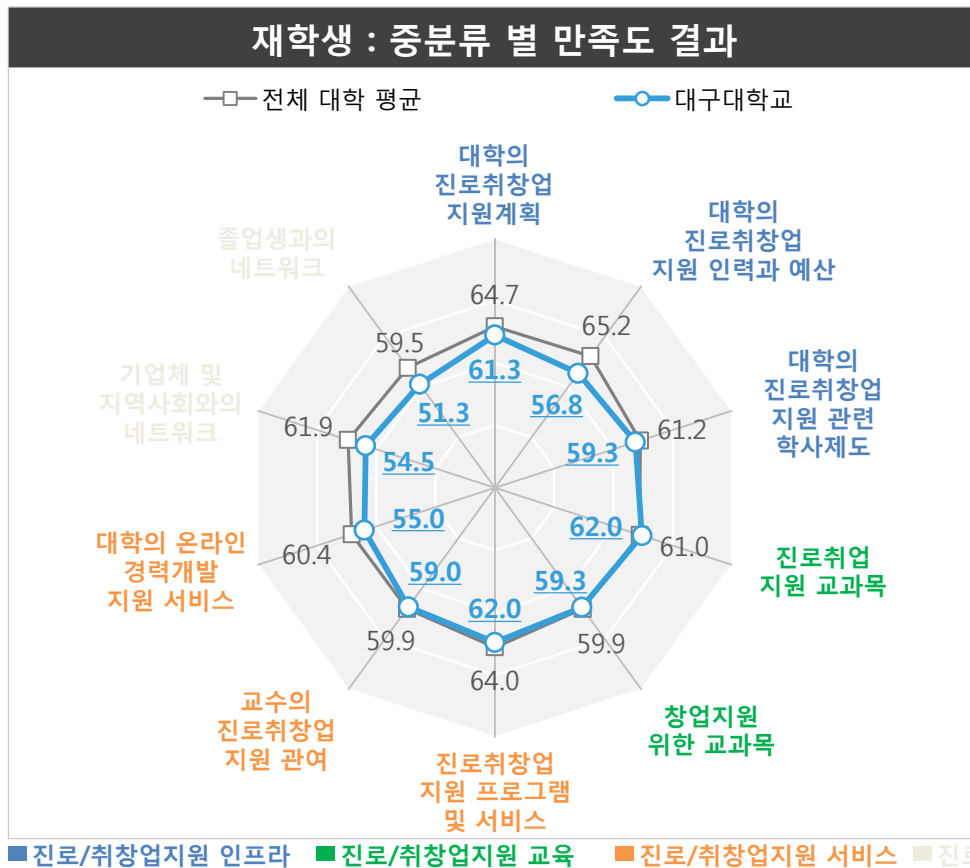 재학생 : 중분류 별 만족도 결과
전체 대학 평균
대구대학교
대학의
진로취창업
지원계획
대학의
진로취창업
지원 인력과 예산
대학의
진로취창업
지원 관련
학사제도
진로취업
지원 교과목
창업지원
위한 교과목
진로취창업
지원 프로그램
및 서비스
교수의
진로취창업
지원 관여
대학의 온라인
경력개발
지원 서비스
기업체 및
지역사회와의
네트워크
졸업생과의
네트워크
64.7
65.2
61.2
61.0
59.9
64.0
59.9
60.4
61.9
59.5
61.3
56.8
59.3
62.0
59.3
62.0
59.0
55.0
54.5
51.3
진로/취창업지원 인프라
진로/취창업지원 교육
진로/취창업지원 서비스
진로